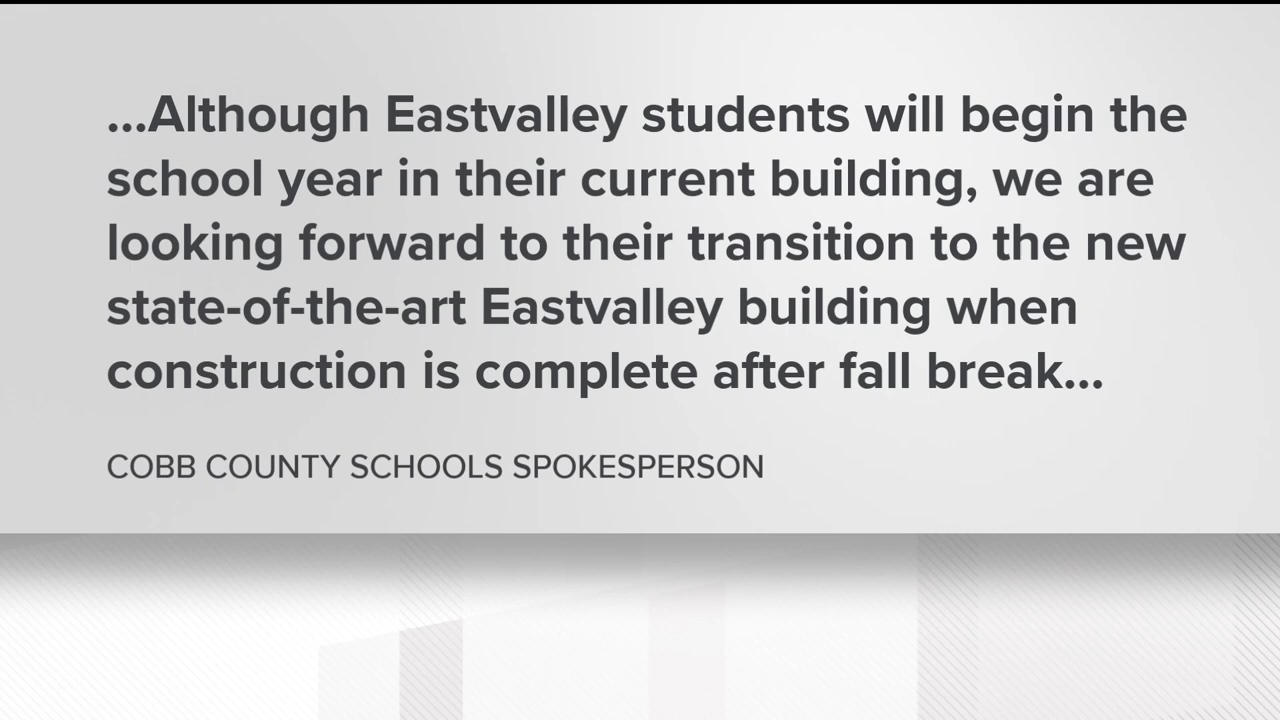 ...Although Eastvalley students will begin the
school year in their current building, we are
looking forward to their transition to the new
state-of-the-art Eastvalley building when
construction is complete after fall break...
COBB COUNTY SCHOOLS SPOKESPERSON